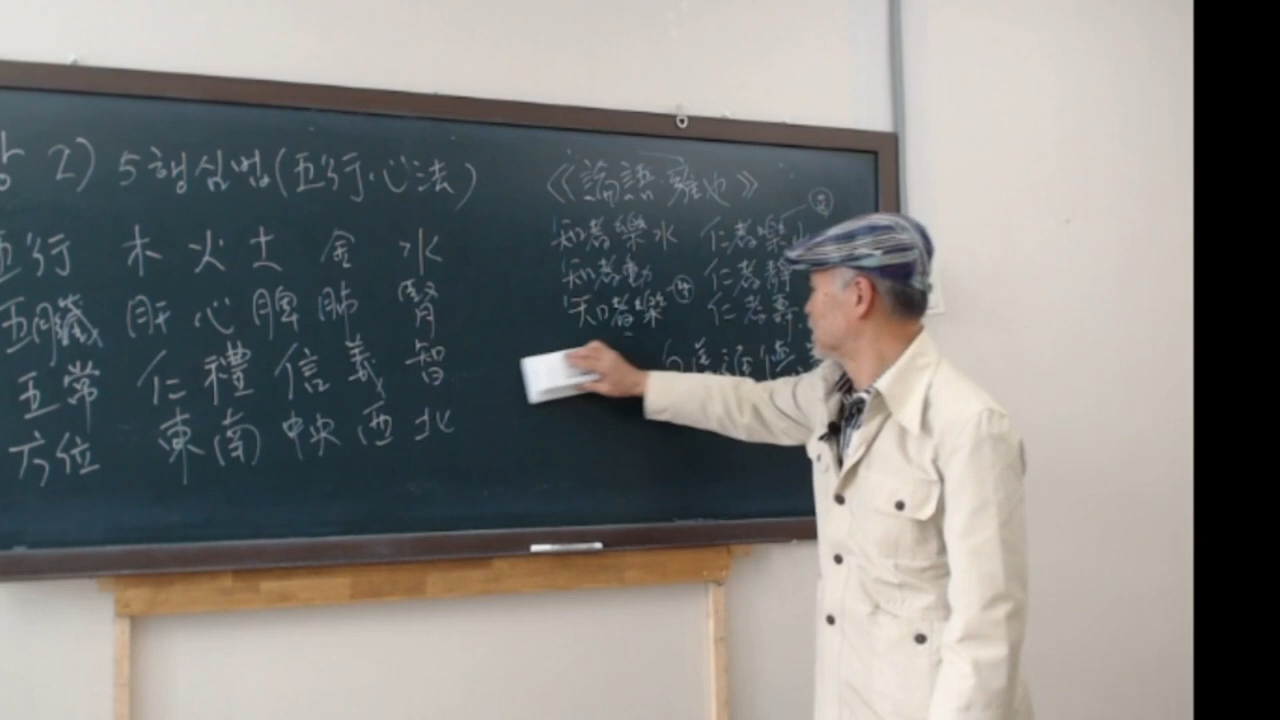 2) 5행심법(五行心法)
五行 木 火 土 金 水
五臟 肝 心 脾 肺 腎
五常 仁 禮 信 義 智
方位 東 南 中央 西 北
《論語·雍也》
知者樂水 仁者樂山
知者動 仁者靜
知者樂 仁者壽